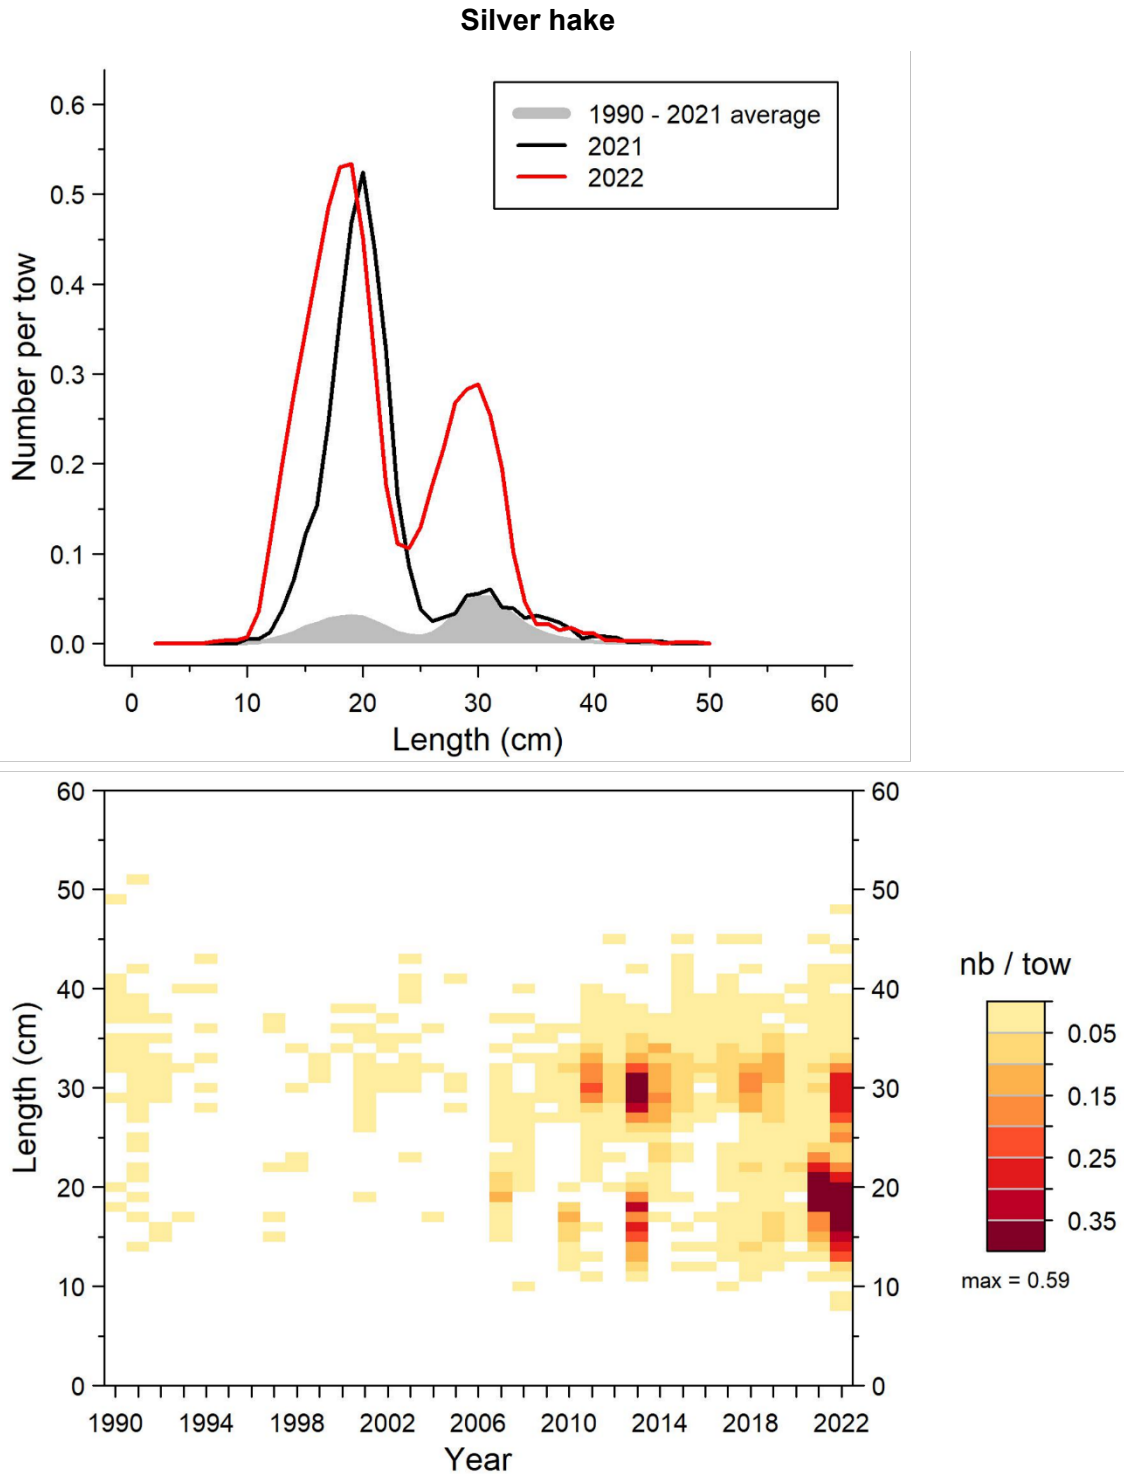 Silver hake
1990 - 2021 average
2021
2022
0.6
0.5
0.4
0.3
0.2
0.1
0.0
Number per tow
0 10 20 30 40 50 60
Length (cm)
60 60
50 50
40 40
30 30
20 20
10 10
0 0
Length (cm)
nb / tow
0.05
0.15
0.25
0.35
max = 0.59
1990 1994 1998 2002 2006 2010 2014 2018 2022
Year